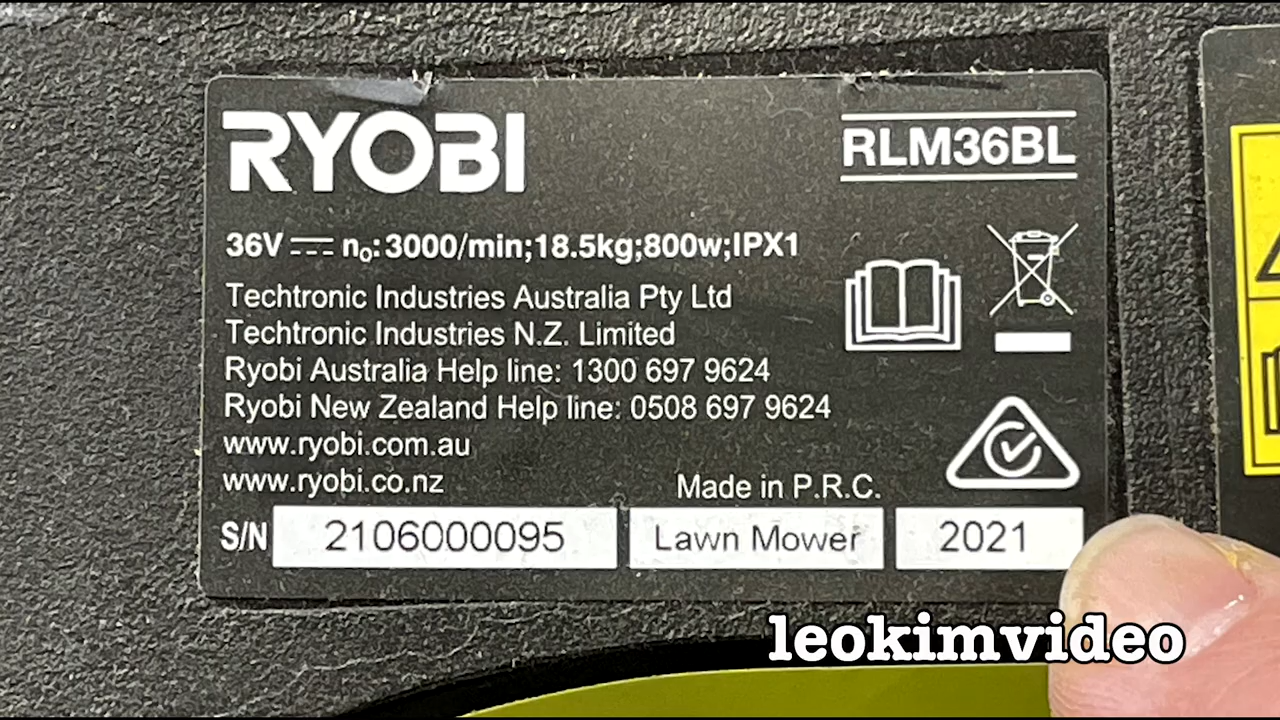 RYOBI
RLM36BL
36V ⎓ n₀: 3000/min;18.5kg;800w;IPX1
Techtronic Industries Australia Pty Ltd
Techtronic Industries N.Z. Limited
Ryobi Australia Help line: 1300 697 9624
Ryobi New Zealand Help line: 0508 697 9624
www.ryobi.com.au
www.ryobi.co.nz
Made in P.R.C.
S/N 2106000095 Lawn Mower 2021
leokimvideo